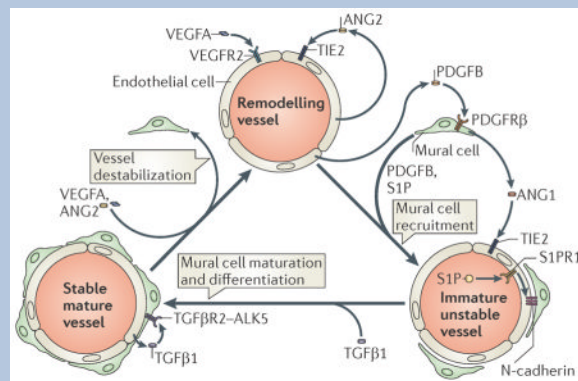 VEGFA
VEGFR2
ANG2
TIE2
Endothelial cell
Remodelling
vessel
PDGFB
PDGFRβ
Mural cell
Vessel
destabilization
PDGFB,
S1P
ANG1
VEGFA,
ANG2
Mural cell
recruitment
TIE2
Mural cell maturation
and differentiation
S1PR1
S1P
Stable
mature
vessel
Immature
unstable
vessel
TGFβR2–ALK5
TGFβ1
TGFβ1
N-cadherin